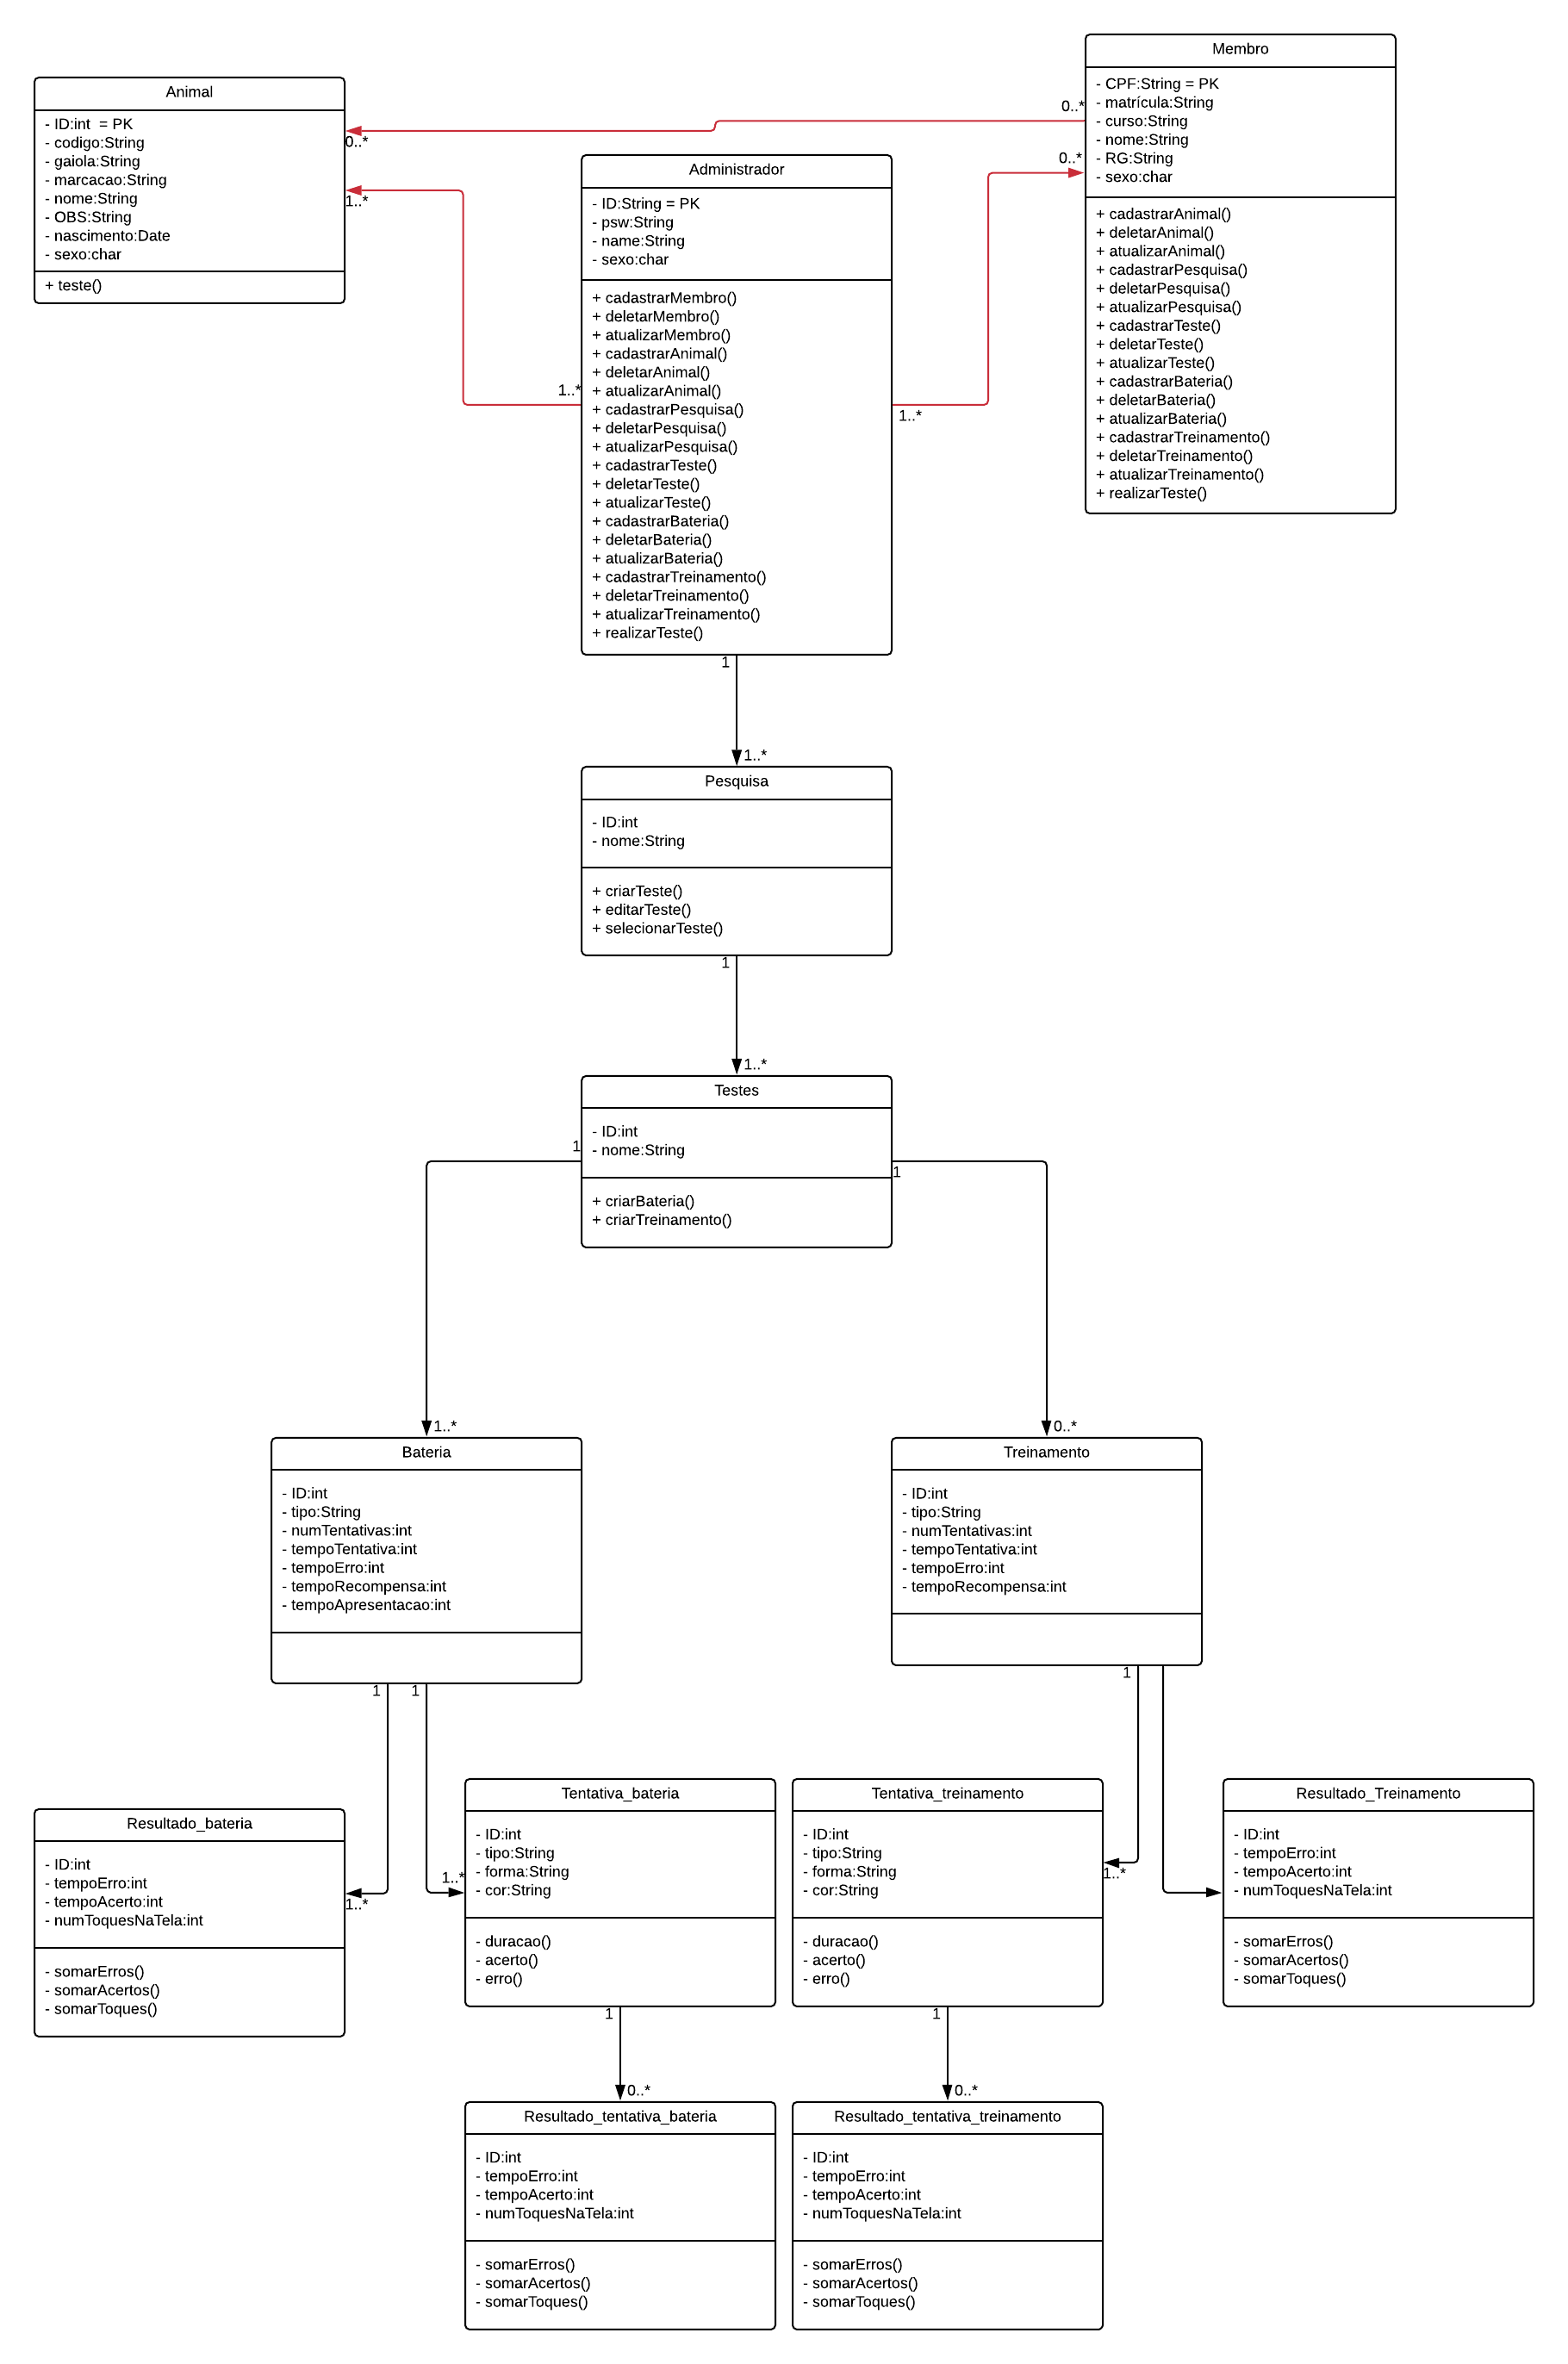 Animal
- ID:int  = PK
- codigo:String
- gaiola:String
- marcacao:String
- nome:String
- OBS:String
- nascimento:Date
- sexo:char
+ teste()
0..*
1..*
Membro
- CPF:String = PK
- matrícula:String
- curso:String
- nome:String
- RG:String
- sexo:char
+ cadastrarAnimal()
+ deletarAnimal()
+ atualizarAnimal()
+ cadastrarPesquisa()
+ deletarPesquisa()
+ atualizarPesquisa()
+ cadastrarTeste()
+ deletarTeste()
+ atualizarTeste()
+ cadastrarBateria()
+ deletarBateria()
+ atualizarBateria()
+ cadastrarTreinamento()
+ deletarTreinamento()
+ atualizarTreinamento()
+ realizarTeste()
0..*
0..*
Administrador
- ID:String = PK
- psw:String
- name:String
- sexo:char
+ cadastrarMembro()
+ deletarMembro()
+ atualizarMembro()
+ cadastrarAnimal()
+ deletarAnimal()
+ atualizarAnimal()
+ cadastrarPesquisa()
+ deletarPesquisa()
+ atualizarPesquisa()
+ cadastrarTeste()
+ deletarTeste()
+ atualizarTeste()
+ cadastrarBateria()
+ deletarBateria()
+ atualizarBateria()
+ cadastrarTreinamento()
+ deletarTreinamento()
+ atualizarTreinamento()
+ realizarTeste()
1..*
1..*
1
1..*
Pesquisa
- ID:int
- nome:String
+ criarTeste()
+ editarTeste()
+ selecionarTeste()
1
1..*
Testes
- ID:int
- nome:String
+ criarBateria()
+ criarTreinamento()
1
1
1..*
0..*
Bateria
- ID:int
- tipo:String
- numTentativas:int
- tempoTentativa:int
- tempoErro:int
- tempoRecompensa:int
- tempoApresentacao:int
1
1
Treinamento
- ID:int
- tipo:String
- numTentativas:int
- tempoTentativa:int
- tempoErro:int
- tempoRecompensa:int
1
Resultado_bateria
- ID:int
- tempoErro:int
- tempoAcerto:int
- numToquesNaTela:int
- somarErros()
- somarAcertos()
- somarToques()
1..*
1..*
Tentativa_bateria
- ID:int
- tipo:String
- forma:String
- cor:String
- duracao()
- acerto()
- erro()
1
Tentativa_treinamento
- ID:int
- tipo:String
- forma:String
- cor:String
- duracao()
- acerto()
- erro()
1..*
1
Resultado_Treinamento
- ID:int
- tempoErro:int
- tempoAcerto:int
- numToquesNaTela:int
- somarErros()
- somarAcertos()
- somarToques()
0..*
Resultado_tentativa_bateria
- ID:int
- tempoErro:int
- tempoAcerto:int
- numToquesNaTela:int
- somarErros()
- somarAcertos()
- somarToques()
0..*
Resultado_tentativa_treinamento
- ID:int
- tempoErro:int
- tempoAcerto:int
- numToquesNaTela:int
- somarErros()
- somarAcertos()
- somarToques()